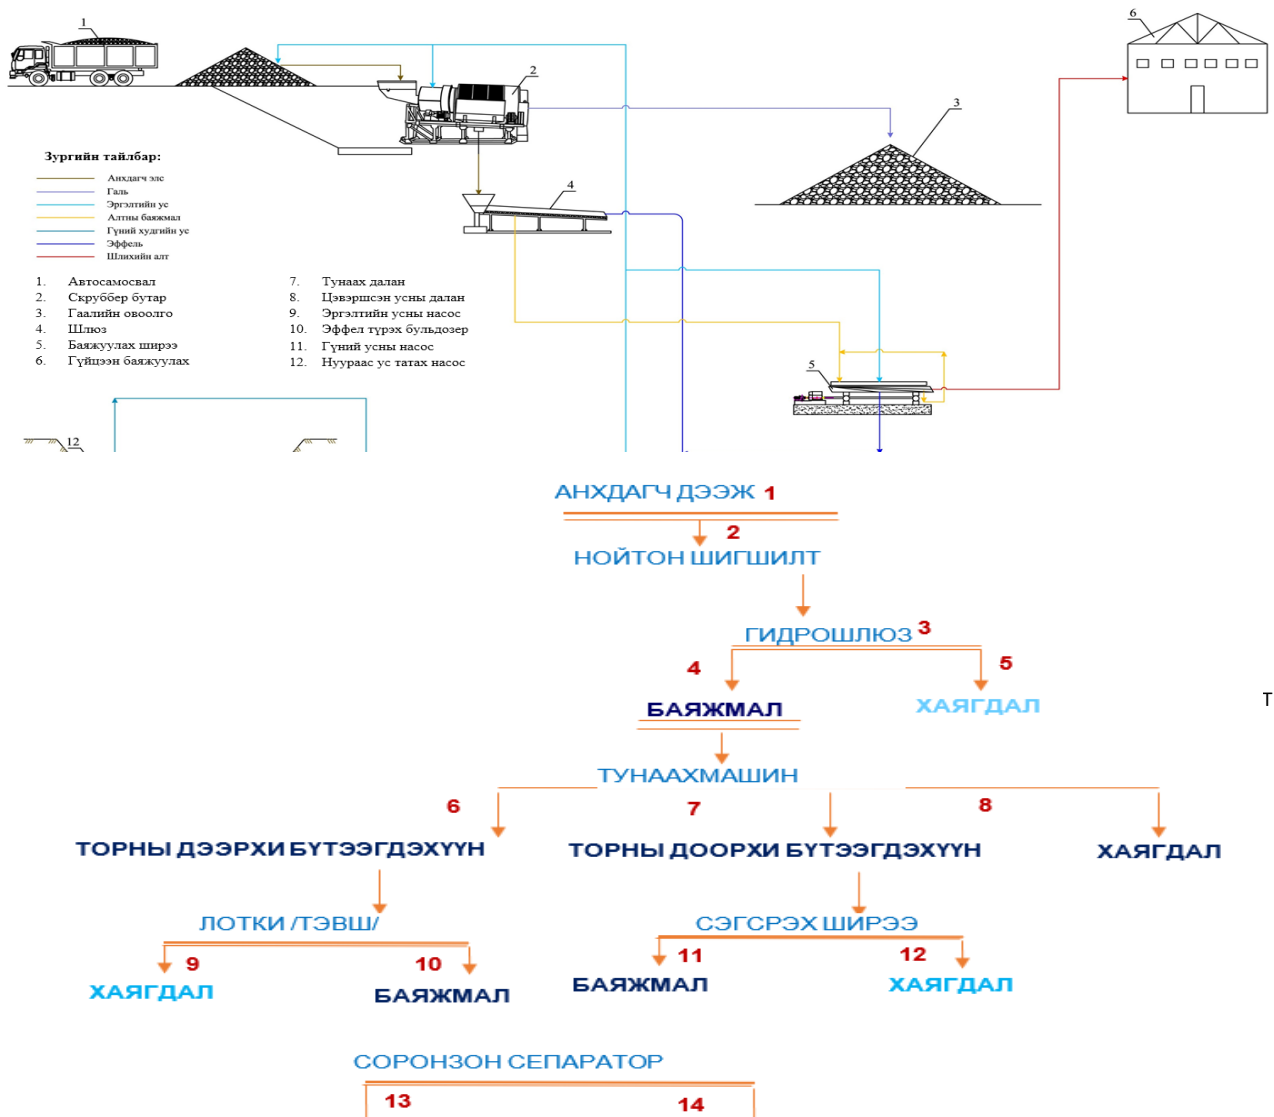 1
6
2
3
Зургийн тайлбар:
Анхдагч элс
Галь
Эргэлтийн ус
Алтны баяжмал
Гүний худгийн ус
Эффель
Шлихийн алт
4
1. Автосамосвал
2. Скруббер бутар
3. Гаалийн овоолго
4. Шлюз
5. Баяжуулах ширээ
6. Гүйцээн баяжуулах
7. Тунаах далан
8. Цэвэршсэн усны далан
9. Эргэлтийн усны насос
10. Эффел түрэх бульдозер
11. Гүний усны насос
12. Нуураас ус татах насос
5
12
АНХДАГЧ ДЭЭЖ 1
2
НОЙТОН ШИГШИЛТ
ГИДРОШЛЮЗ 3
4 5
БАЯЖМАЛ ХАЯГДАЛ
Т
ТУНААХМАШИН
6 7 8
ТОРНЫ ДЭЭРХИ БҮТЭЭГДЭХҮҮН ТОРНЫ ДООРХИ БҮТЭЭГДЭХҮҮН ХАЯГДАЛ
ЛОТКИ /ТЭВШ/ СЭГСРЭХ ШИРЭЭ
9 10 11 12
ХАЯГДАЛ БАЯЖМАЛ БАЯЖМАЛ ХАЯГДАЛ
СОРОНЗОН СЕПАРАТОР
13 14